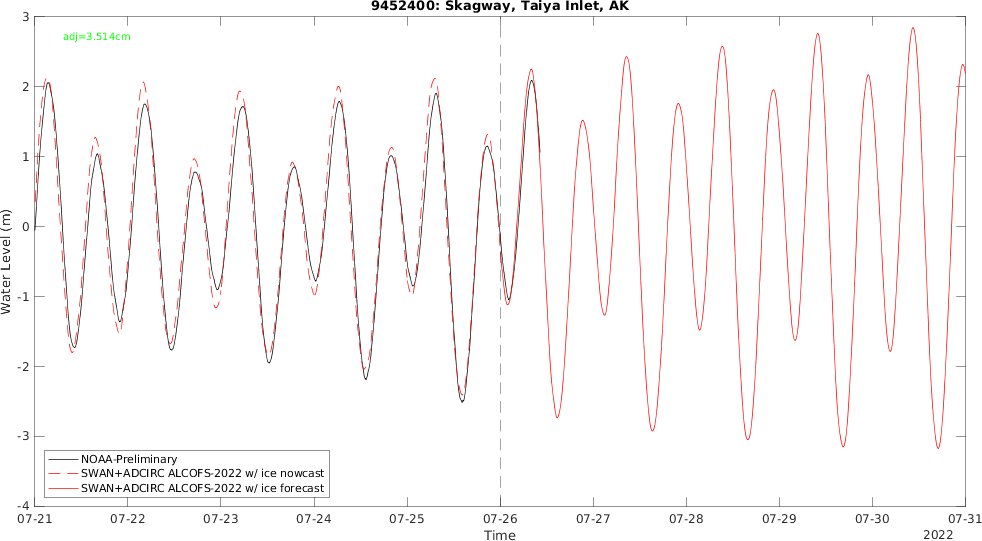 9452400: Skagway, Taiya Inlet, AK
adj=3.514cm
3
2
1
0
-1
-2
-3
-4
Water Level (m)
NOAA-Preliminary
SWAN+ADCIRC ALCOFS-2022 w/ ice nowcast
SWAN+ADCIRC ALCOFS-2022 w/ ice forecast
07-21 07-22 07-23 07-24 07-25 07-26 07-27 07-28 07-29 07-30 07-31
Time
2022